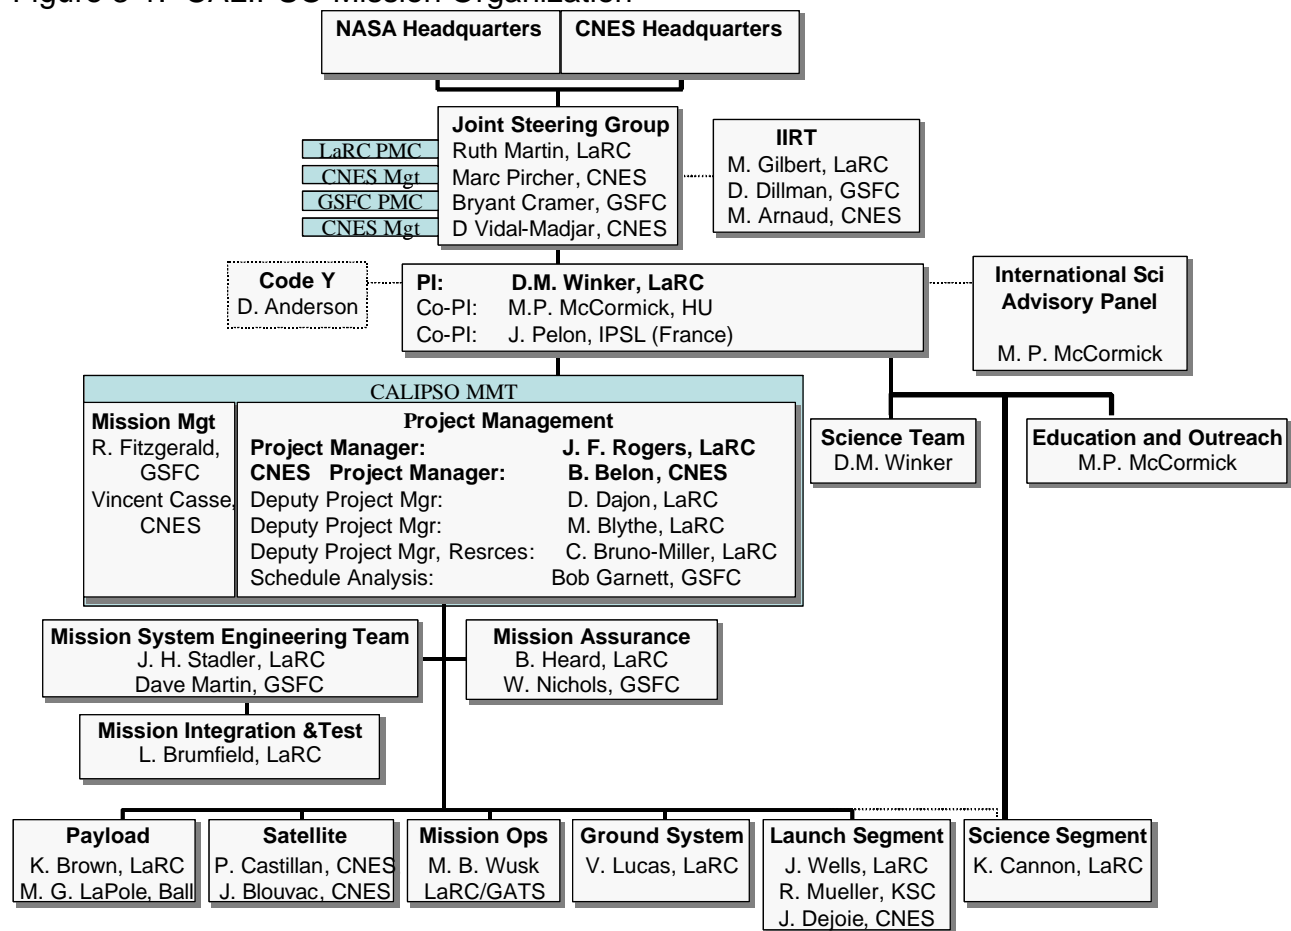 Figure 3-1. CALIPSO Mission Organization
NASA Headquarters
CNES Headquarters
Joint Steering Group
Ruth Martin, LaRC
Marc Pircher, CNES
Bryant Cramer, GSFC
D Vidal-Madjar, CNES
LaRC PMC
CNES Mgt
GSFC PMC
CNES Mgt
IIRT
M. Gilbert, LaRC
D. Dillman, GSFC
M. Arnaud, CNES
Code Y
D. Anderson
PI: D.M. Winker, LaRC
Co-PI: M.P. McCormick, HU
Co-PI: J. Pelon, IPSL (France)
International Sci
Advisory Panel
M. P. McCormick
CALIPSO MMT
Mission Mgt
R. Fitzgerald,
GSFC
Vincent Casse,
CNES
Project Management
Project Manager: J. F. Rogers, LaRC
CNES Project Manager: B. Belon, CNES
Deputy Project Mgr: D. Dajon, LaRC
Deputy Project Mgr: M. Blythe, LaRC
Deputy Project Mgr, Resrces: C. Bruno-Miller, LaRC
Schedule Analysis: Bob Garnett, GSFC
Science Team
D.M. Winker
Education and Outreach
M.P. McCormick
Mission System Engineering Team
J. H. Stadler, LaRC
Dave Martin, GSFC
Mission Assurance
B. Heard, LaRC
W. Nichols, GSFC
Mission Integration &Test
L. Brumfield, LaRC
Payload
K. Brown, LaRC
M. G. LaPole, Ball
Satellite
P. Castillan, CNES
J. Blouvac, CNES
Mission Ops
M. B. Wusk
LaRC/GATS
Ground System
V. Lucas, LaRC
Launch Segment
J. Wells, LaRC
R. Mueller, KSC
J. Dejoie, CNES
Science Segment
K. Cannon, LaRC